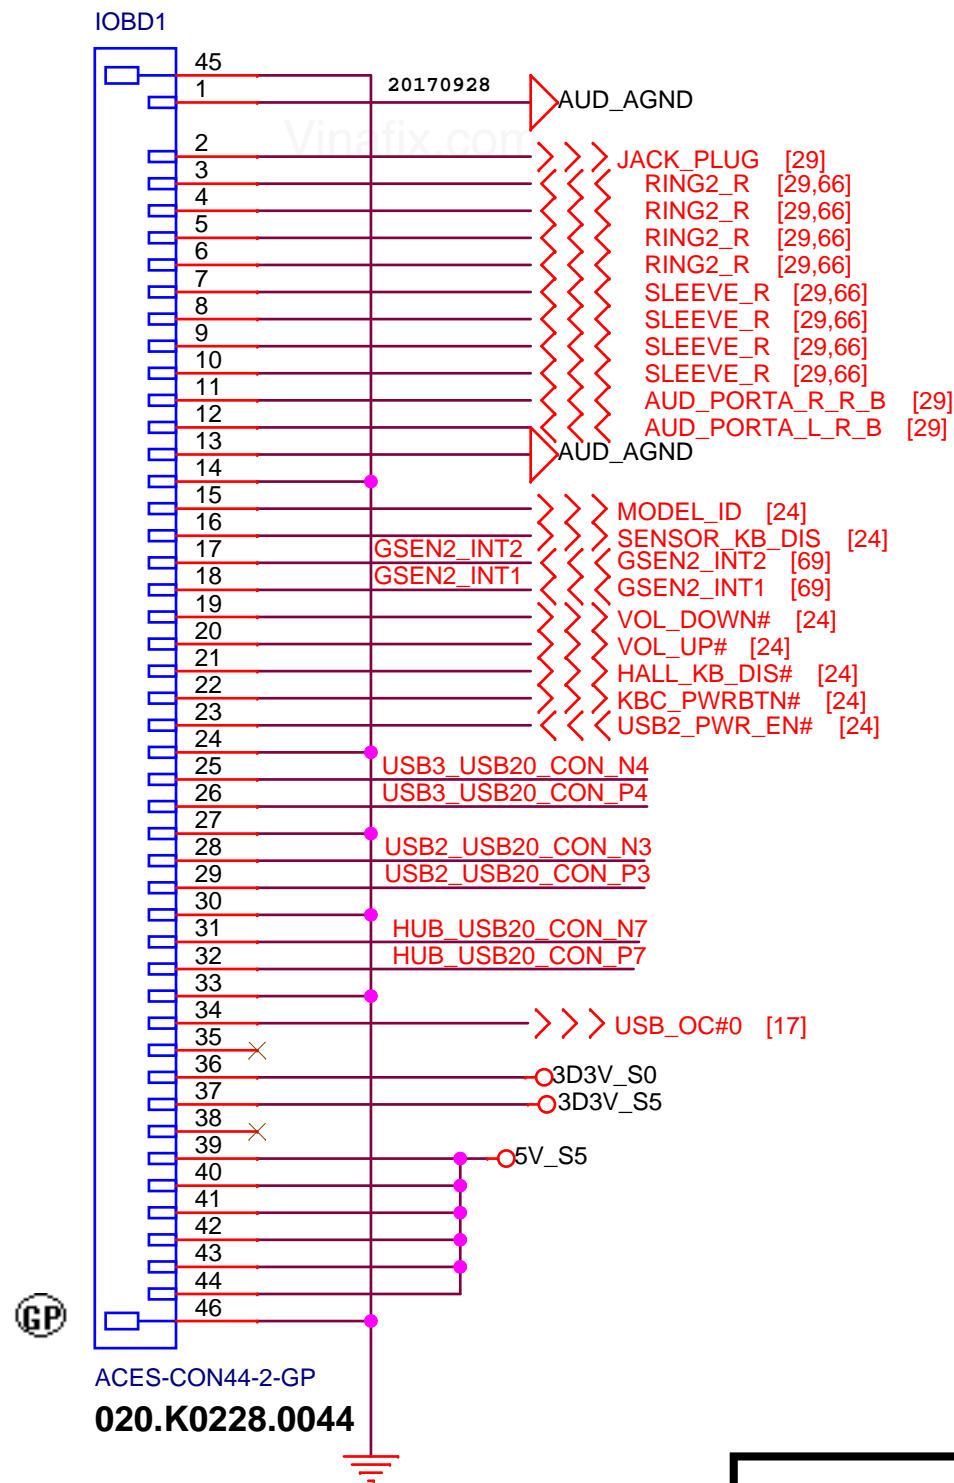 IOBD1
45
1 20170928 AUD_AGND
Vinafix.com
2 JACK_PLUG [29]
3 RING2_R [29,66]
4 RING2_R [29,66]
5 RING2_R [29,66]
6 RING2_R [29,66]
7 SLEEVE_R [29,66]
8 SLEEVE_R [29,66]
9 SLEEVE_R [29,66]
10 SLEEVE_R [29,66]
11 AUD_PORTA_R_R_B [29]
12 AUD_PORTA_L_R_B [29]
13 AUD_AGND
14
15 MODEL_ID [24]
16 SENSOR_KB_DIS [24]
17 GSEN2_INT2 GSEN2_INT2 [69]
18 GSEN2_INT1 GSEN2_INT1 [69]
19 VOL_DOWN# [24]
20 VOL_UP# [24]
21 HALL_KB_DIS# [24]
22 KBC_PWRBTN# [24]
23 USB2_PWR_EN# [24]
24
25 USB3_USB20_CON_N4
26 USB3_USB20_CON_P4
27
28 USB2_USB20_CON_N3
29 USB2_USB20_CON_P3
30
31 HUB_USB20_CON_N7
32 HUB_USB20_CON_P7
33
34 USB_OC#0 [17]
35
36 3D3V_S0
37 3D3V_S5
38
39 5V_S5
40
41
42
43
44
46
GP
ACES-CON44-2-GP
020.K0228.0044